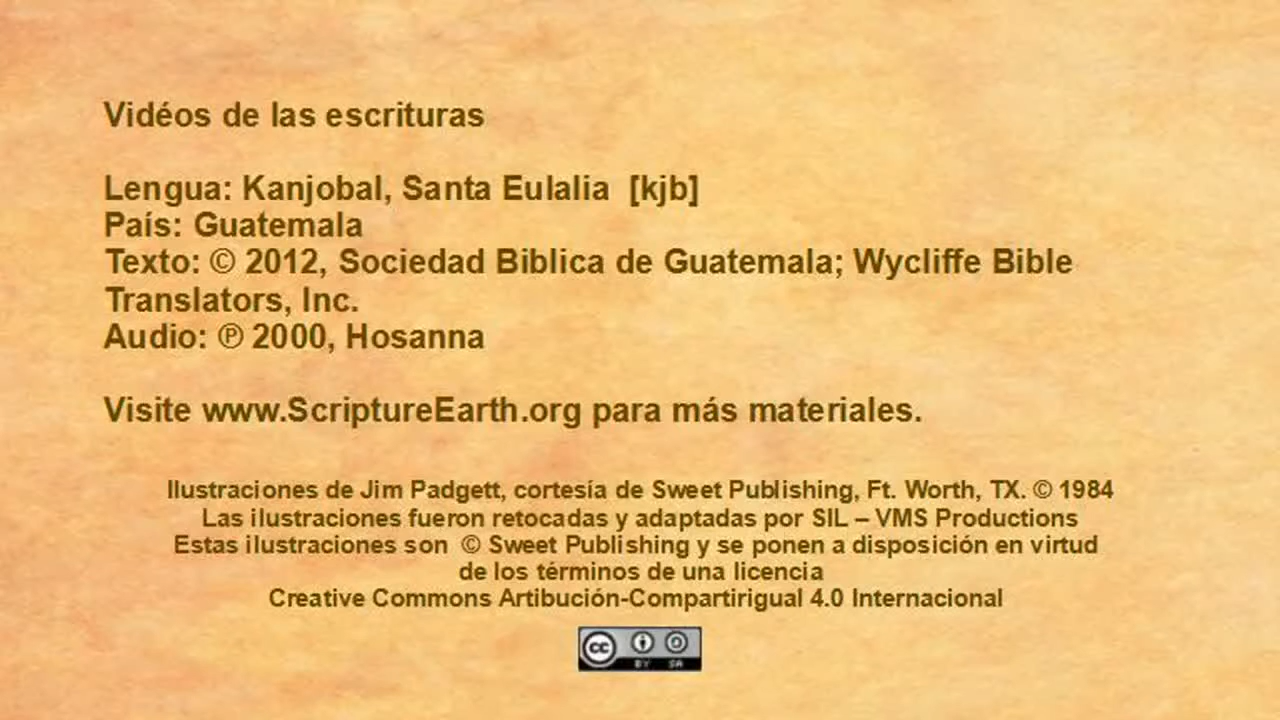 Vidéos de las escrituras
Lengua: Kanjobal, Santa Eulalia [kjb]
País: Guatemala
Texto: © 2012, Sociedad Biblica de Guatemala; Wycliffe Bible
Translators, Inc.
Audio: ℗ 2000, Hosanna
Visite www.ScriptureEarth.org para más materiales.
Ilustraciones de Jim Padgett, cortesía de Sweet Publishing, Ft. Worth, TX. © 1984
Las ilustraciones fueron retocadas y adaptadas por SIL – VMS Productions
Estas ilustraciones son © Sweet Publishing y se ponen a disposición en virtud
de los términos de una licencia
Creative Commons Artibución-Compartirigual 4.0 Internacional
cc BY SA